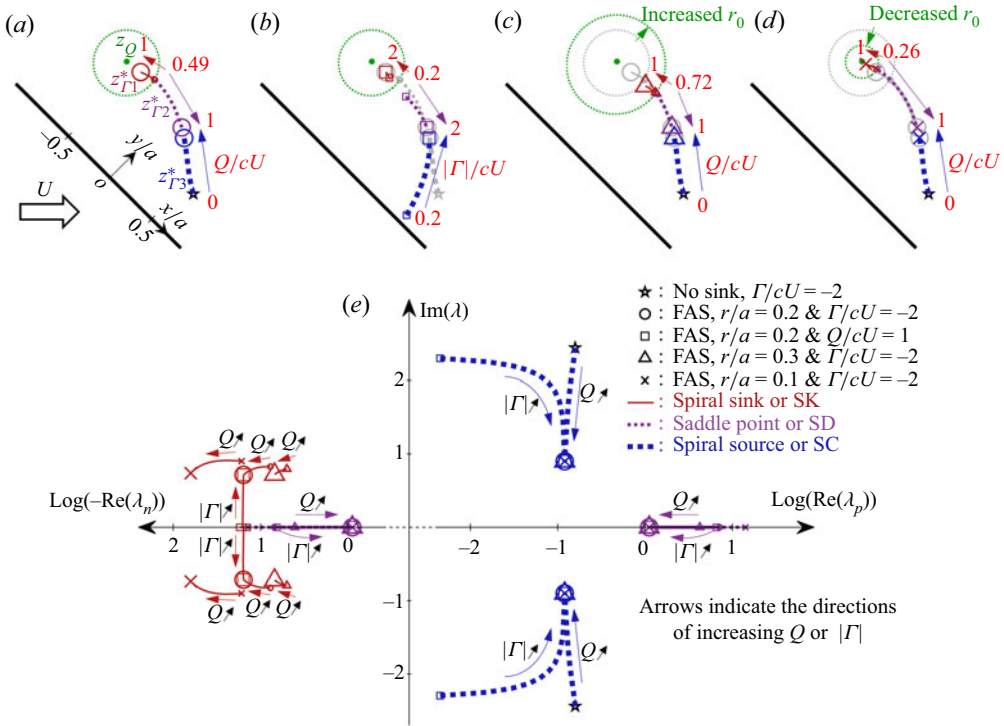 (a)
z_Q
1
0.49
z*_Γ1
z*_Γ2
1
−0.5
y/a
Q/cU
z*_Γ3
o
U
x/a
0
0.5
(b)
2
0.2
2
|Γ|/cU
0.2
(c)
Increased r_0
1
0.72
1
Q/cU
0
(d)
Decreased r_0
1
0.26
1
Q/cU
0
(e)
Im(λ)
: No sink, Γ/cU = –2
: FAS, r/a = 0.2 & Γ/cU = –2
: FAS, r/a = 0.2 & Q/cU = 1
: FAS, r/a = 0.3 & Γ/cU = –2
: FAS, r/a = 0.1 & Γ/cU = –2
: Spiral sink or SK
: Saddle point or SD
: Spiral source or SC
2
|Γ|↗
Q↗
1
Q↗ Q↗ Q↗
Log(–Re(λ_n))
|Γ|↗
Q↗
Q↗
Log(Re(λ_p))
2
1
0
−2
−1
0
1
|Γ|↗
|Γ|↗
|Γ|↗
Q↗ Q↗ Q↗
−1
|Γ|↗
Q↗
−2
Arrows indicate the directions
of increasing Q or |Γ|